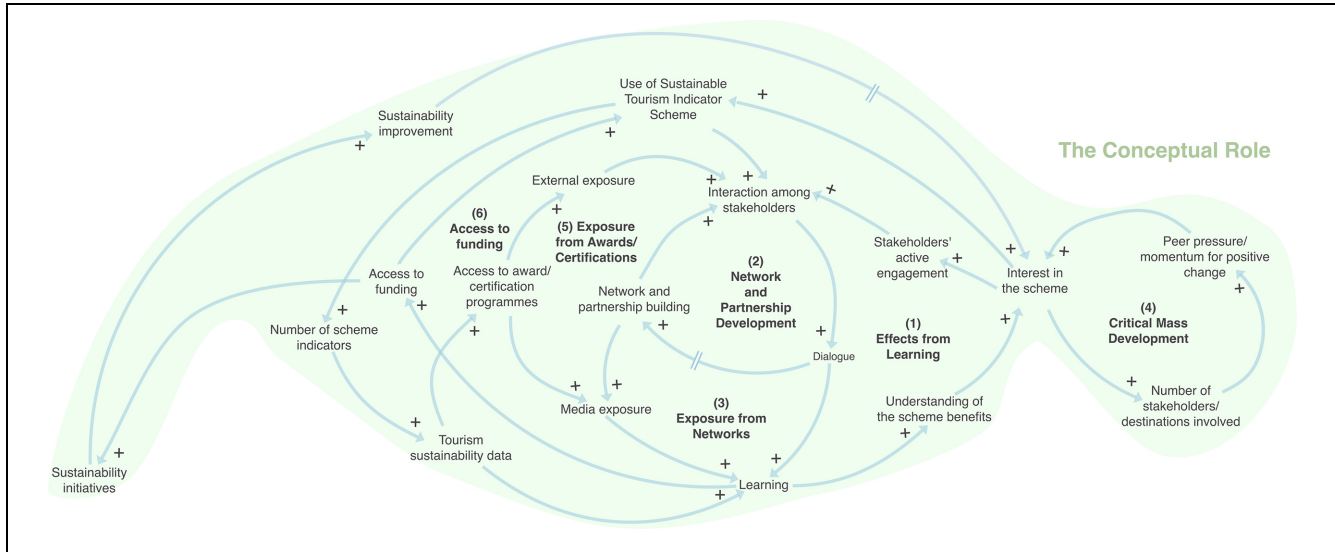 Use of Sustainable
Tourism Indicator
Scheme
+
+
Sustainability
improvement
+
The Conceptual Role
External exposure
+
+
+
Interaction among
stakeholders
+
+
+
(6)
Access to
funding
(5) Exposure
from Awards/
Certifications
Stakeholders'
active
engagement
+
Peer pressure/
momentum for positive
change
+
+
+
Interest in
the scheme
+
Access to
funding
+
Access to award/
certification
programmes
+
Network and
partnership building
+
(2)
Network
and
Partnership
Development
Number of scheme
indicators
+
(1)
Effects from
Learning
(4)
Critical Mass
Development
Dialogue
+
Media exposure
+
+
(3)
Exposure from
Networks
Understanding of
the scheme benefits
+
Number of
stakeholders/
destinations involved
+
Tourism
sustainability data
+
Sustainability
initiatives
+
Learning
+
+
+